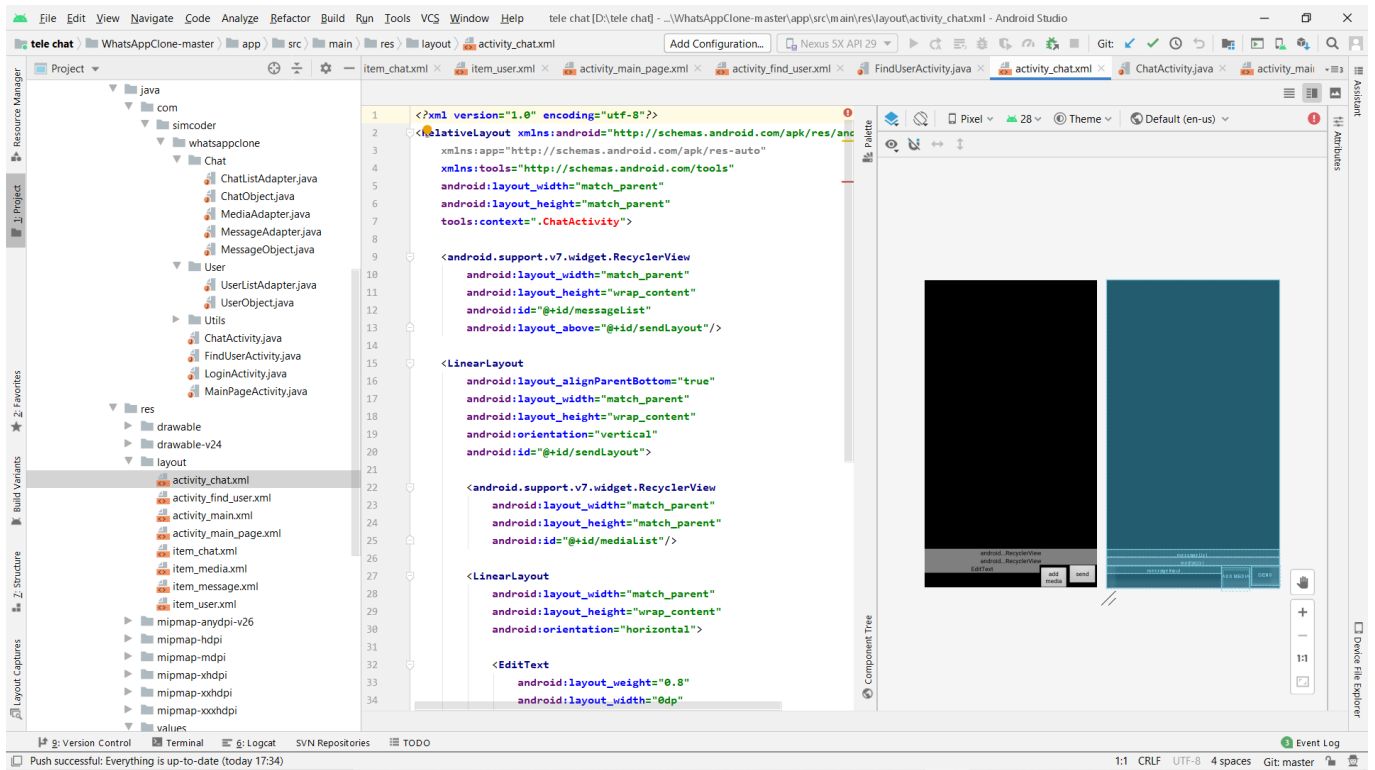 File Edit View Navigate Code Analyze Refactor Build Run Tools VCS Window Help tele chat [D:\tele chat] - ...\WhatsAppClone-master\app\src\main\res\layout\activity_chat.xml - Android Studio
tele chat WhatsAppClone-master app src main res layout activity_chat.xml Add Configuration... Nexus 5X API 29 Git:
Project item_chat.xml item_user.xml activity_main_page.xml activity_find_user.xml FindUserActivity.java activity_chat.xml ChatActivity.java activity_mai
Resource Manager
1: Project
2: Favorites
Build Variants
Z: Structure
Layout Captures
java
com
simcoder
whatsappclone
Chat
ChatListAdapter.java
ChatObject.java
MediaAdapter.java
MessageAdapter.java
MessageObject.java
User
UserListAdapter.java
UserObject.java
Utils
ChatActivity.java
FindUserActivity.java
LoginActivity.java
MainPageActivity.java
res
drawable
drawable-v24
layout
activity_chat.xml
activity_find_user.xml
activity_main.xml
activity_main_page.xml
item_chat.xml
item_media.xml
item_message.xml
item_user.xml
mipmap-anydpi-v26
mipmap-hdpi
mipmap-mdpi
mipmap-xhdpi
mipmap-xxhdpi
mipmap-xxxhdpi
values
1 <?xml version="1.0" encoding="utf-8"?>
2 <RelativeLayout xmlns:android="http://schemas.android.com/apk/res/and
3 xmlns:app="http://schemas.android.com/apk/res-auto"
4 xmlns:tools="http://schemas.android.com/tools"
5 android:layout_width="match_parent"
6 android:layout_height="match_parent"
7 tools:context=".ChatActivity">
8
9 <android.support.v7.widget.RecyclerView
10 android:layout_width="match_parent"
11 android:layout_height="wrap_content"
12 android:id="@+id/messageList"
13 android:layout_above="@+id/sendLayout"/>
14
15 <LinearLayout
16 android:layout_alignParentBottom="true"
17 android:layout_width="match_parent"
18 android:layout_height="wrap_content"
19 android:orientation="vertical"
20 android:id="@+id/sendLayout">
21
22 <android.support.v7.widget.RecyclerView
23 android:layout_width="match_parent"
24 android:layout_height="match_parent"
25 android:id="@+id/mediaList"/>
26
27 <LinearLayout
28 android:layout_width="match_parent"
29 android:layout_height="wrap_content"
30 android:orientation="horizontal">
31
32 <EditText
33 android:layout_weight="0.8"
34 android:layout_width="0dp"
Palette
Component Tree
Pixel 28 Theme Default (en-us)
android...RecyclerView
android...RecyclerView
EditText
add media
send
ADD MEDIA
SEND
1:1
Assistant
Attributes
Device File Explorer
9: Version Control Terminal 6: Logcat SVN Repositories TODO 3 Event Log
Push successful: Everything is up-to-date (today 17:34) 1:1 CRLF UTF-8 4 spaces Git: master